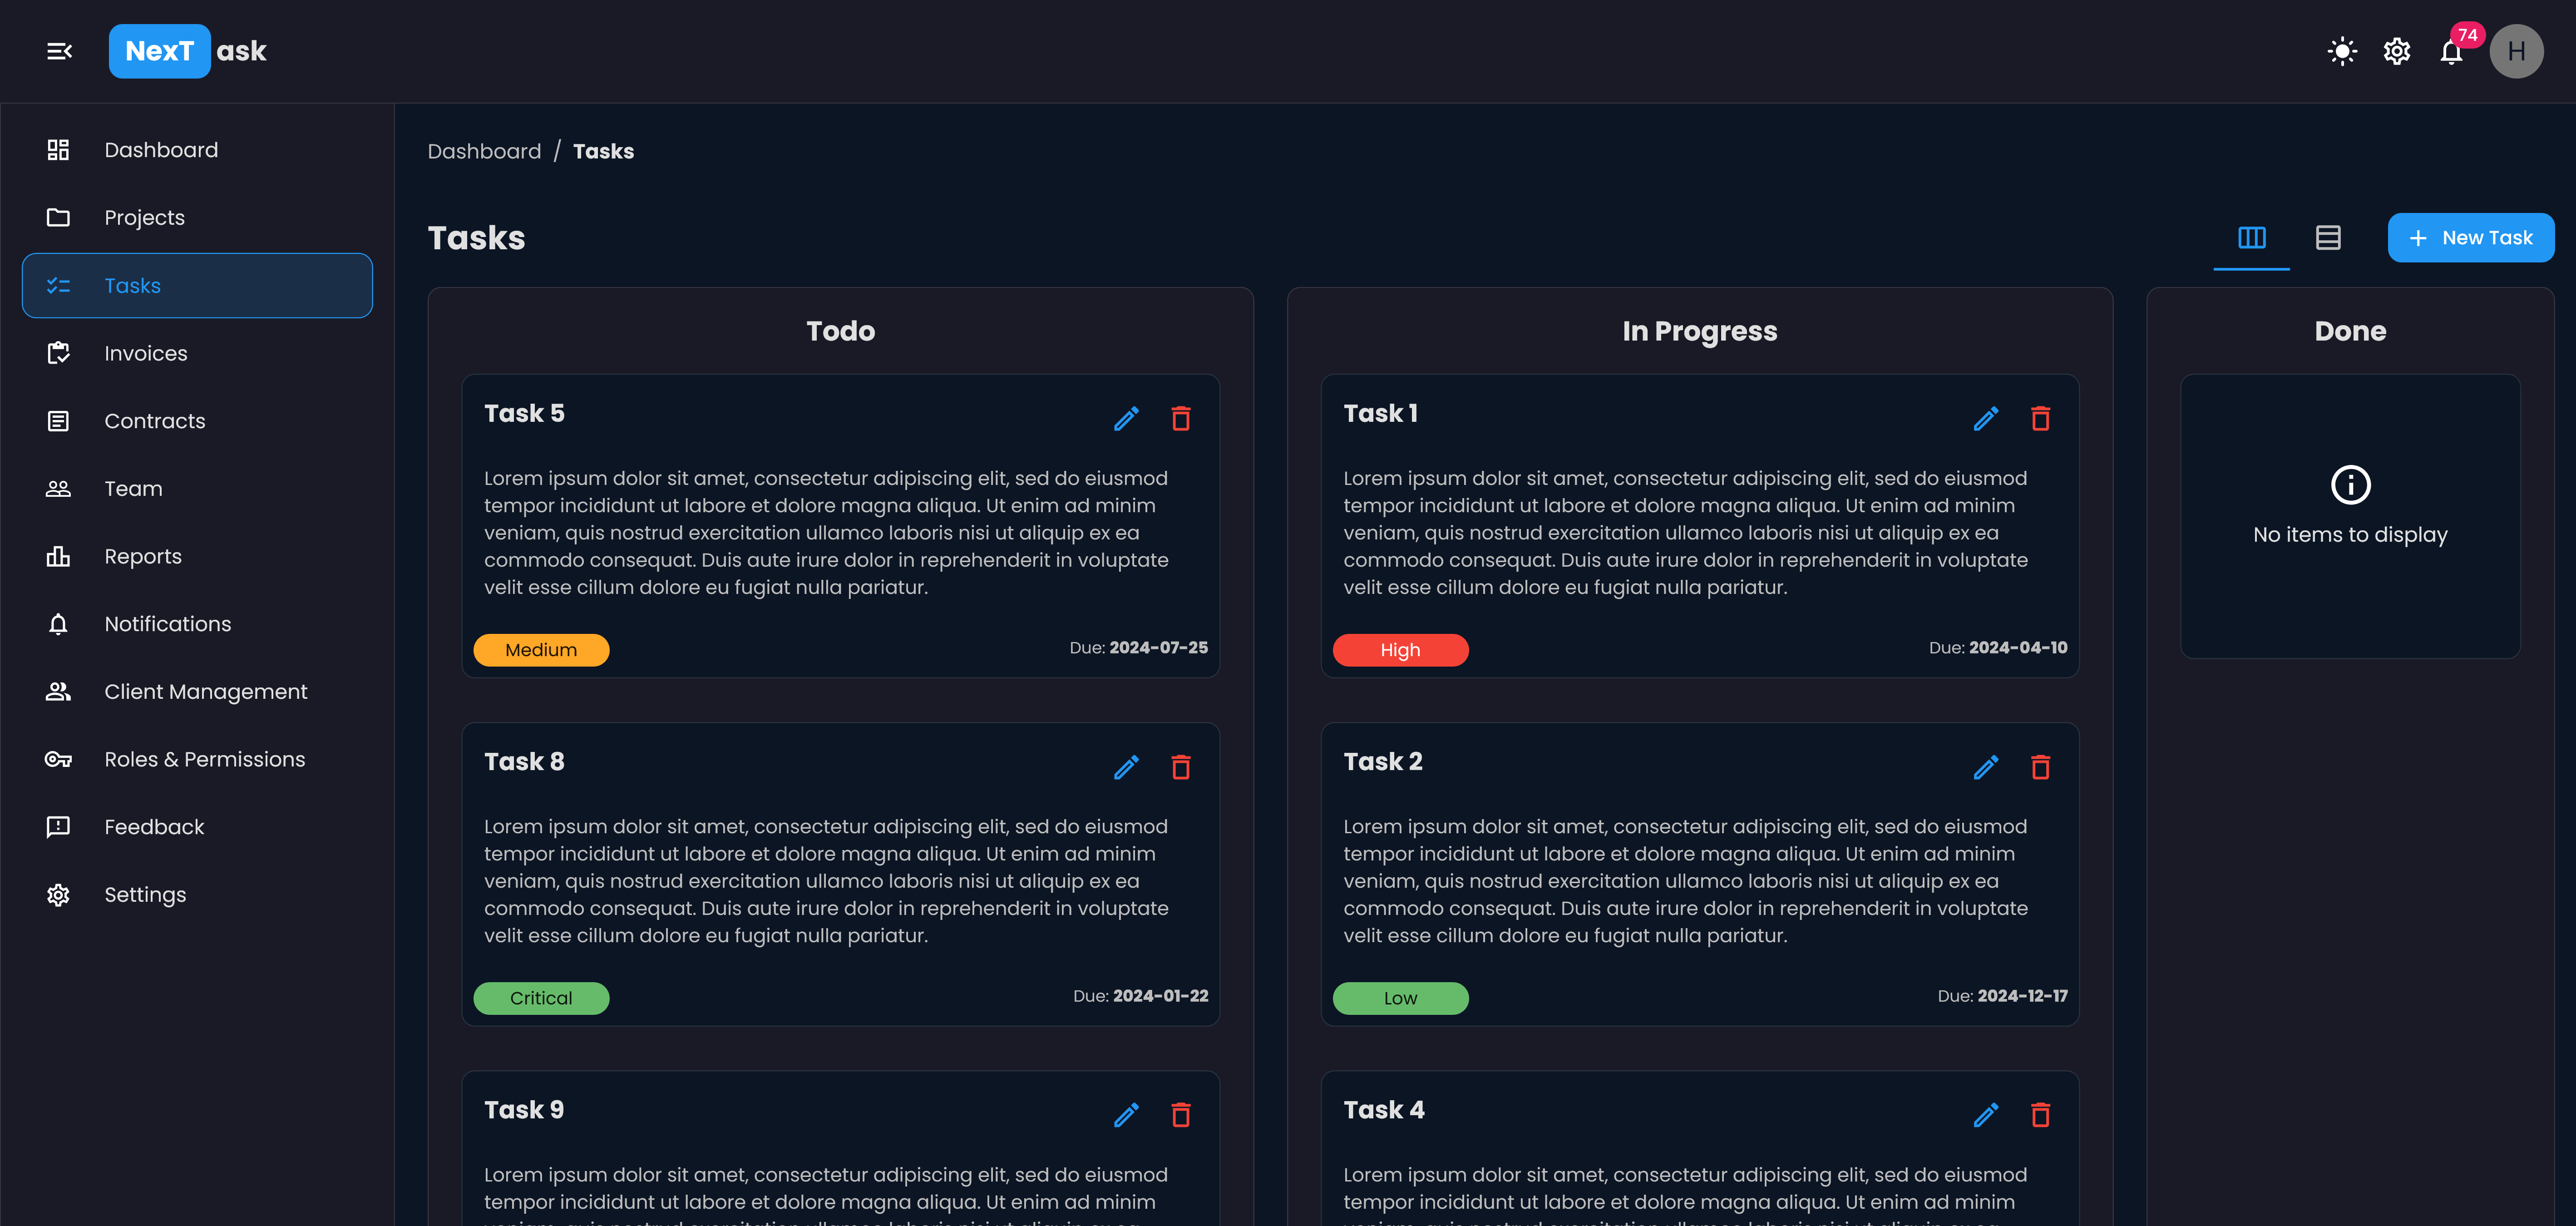 NexT ask
74
H
Dashboard
Projects
Tasks
Invoices
Contracts
Team
Reports
Notifications
Client Management
Roles & Permissions
Feedback
Settings
Dashboard / Tasks
Tasks
New Task
Todo
Task 5
Lorem ipsum dolor sit amet, consectetur adipiscing elit, sed do eiusmod
tempor incididunt ut labore et dolore magna aliqua. Ut enim ad minim
veniam, quis nostrud exercitation ullamco laboris nisi ut aliquip ex ea
commodo consequat. Duis aute irure dolor in reprehenderit in voluptate
velit esse cillum dolore eu fugiat nulla pariatur.
Medium
Due: 2024-07-25
Task 8
Lorem ipsum dolor sit amet, consectetur adipiscing elit, sed do eiusmod
tempor incididunt ut labore et dolore magna aliqua. Ut enim ad minim
veniam, quis nostrud exercitation ullamco laboris nisi ut aliquip ex ea
commodo consequat. Duis aute irure dolor in reprehenderit in voluptate
velit esse cillum dolore eu fugiat nulla pariatur.
Critical
Due: 2024-01-22
Task 9
Lorem ipsum dolor sit amet, consectetur adipiscing elit, sed do eiusmod
tempor incididunt ut labore et dolore magna aliqua. Ut enim ad minim
In Progress
Task 1
Lorem ipsum dolor sit amet, consectetur adipiscing elit, sed do eiusmod
tempor incididunt ut labore et dolore magna aliqua. Ut enim ad minim
veniam, quis nostrud exercitation ullamco laboris nisi ut aliquip ex ea
commodo consequat. Duis aute irure dolor in reprehenderit in voluptate
velit esse cillum dolore eu fugiat nulla pariatur.
High
Due: 2024-04-10
Task 2
Lorem ipsum dolor sit amet, consectetur adipiscing elit, sed do eiusmod
tempor incididunt ut labore et dolore magna aliqua. Ut enim ad minim
veniam, quis nostrud exercitation ullamco laboris nisi ut aliquip ex ea
commodo consequat. Duis aute irure dolor in reprehenderit in voluptate
velit esse cillum dolore eu fugiat nulla pariatur.
Low
Due: 2024-12-17
Task 4
Lorem ipsum dolor sit amet, consectetur adipiscing elit, sed do eiusmod
tempor incididunt ut labore et dolore magna aliqua. Ut enim ad minim
Done
No items to display